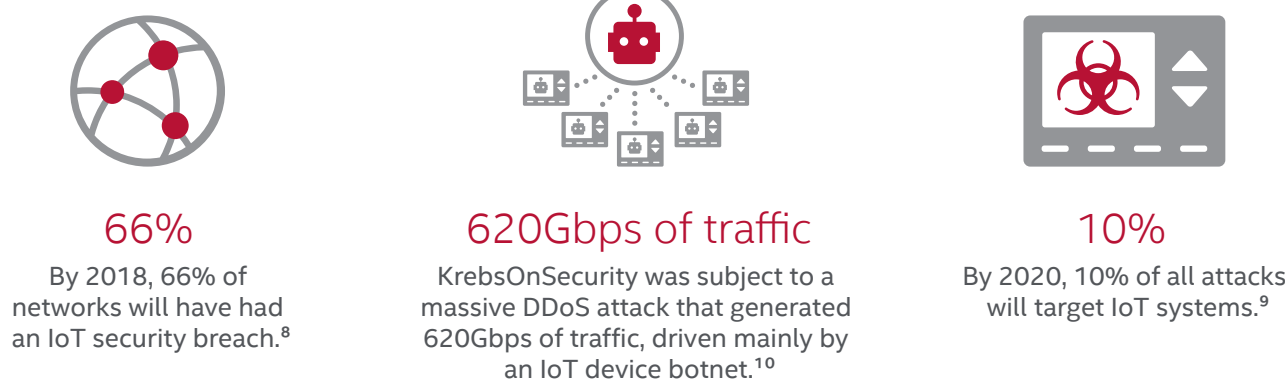 66%
By 2018, 66% of
networks will have had
an IoT security breach.⁸
620Gbps of traffic
KrebsOnSecurity was subject to a
massive DDoS attack that generated
620Gbps of traffic, driven mainly by
an IoT device botnet.¹⁰
10%
By 2020, 10% of all attacks
will target IoT systems.⁹